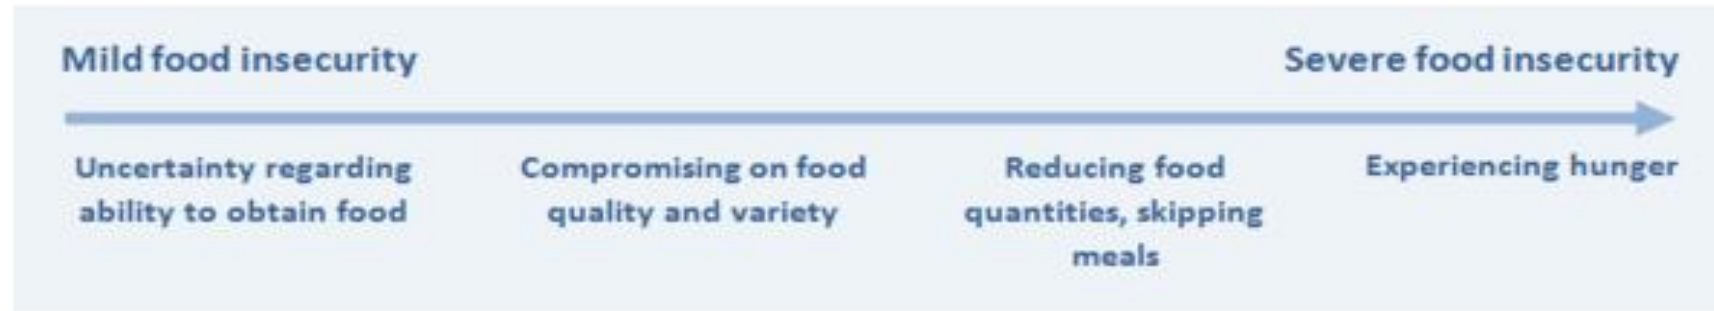 Mild food insecurity
Severe food insecurity
Uncertainty regarding
ability to obtain food
Compromising on food
quality and variety
Reducing food
quantities, skipping
meals
Experiencing hunger